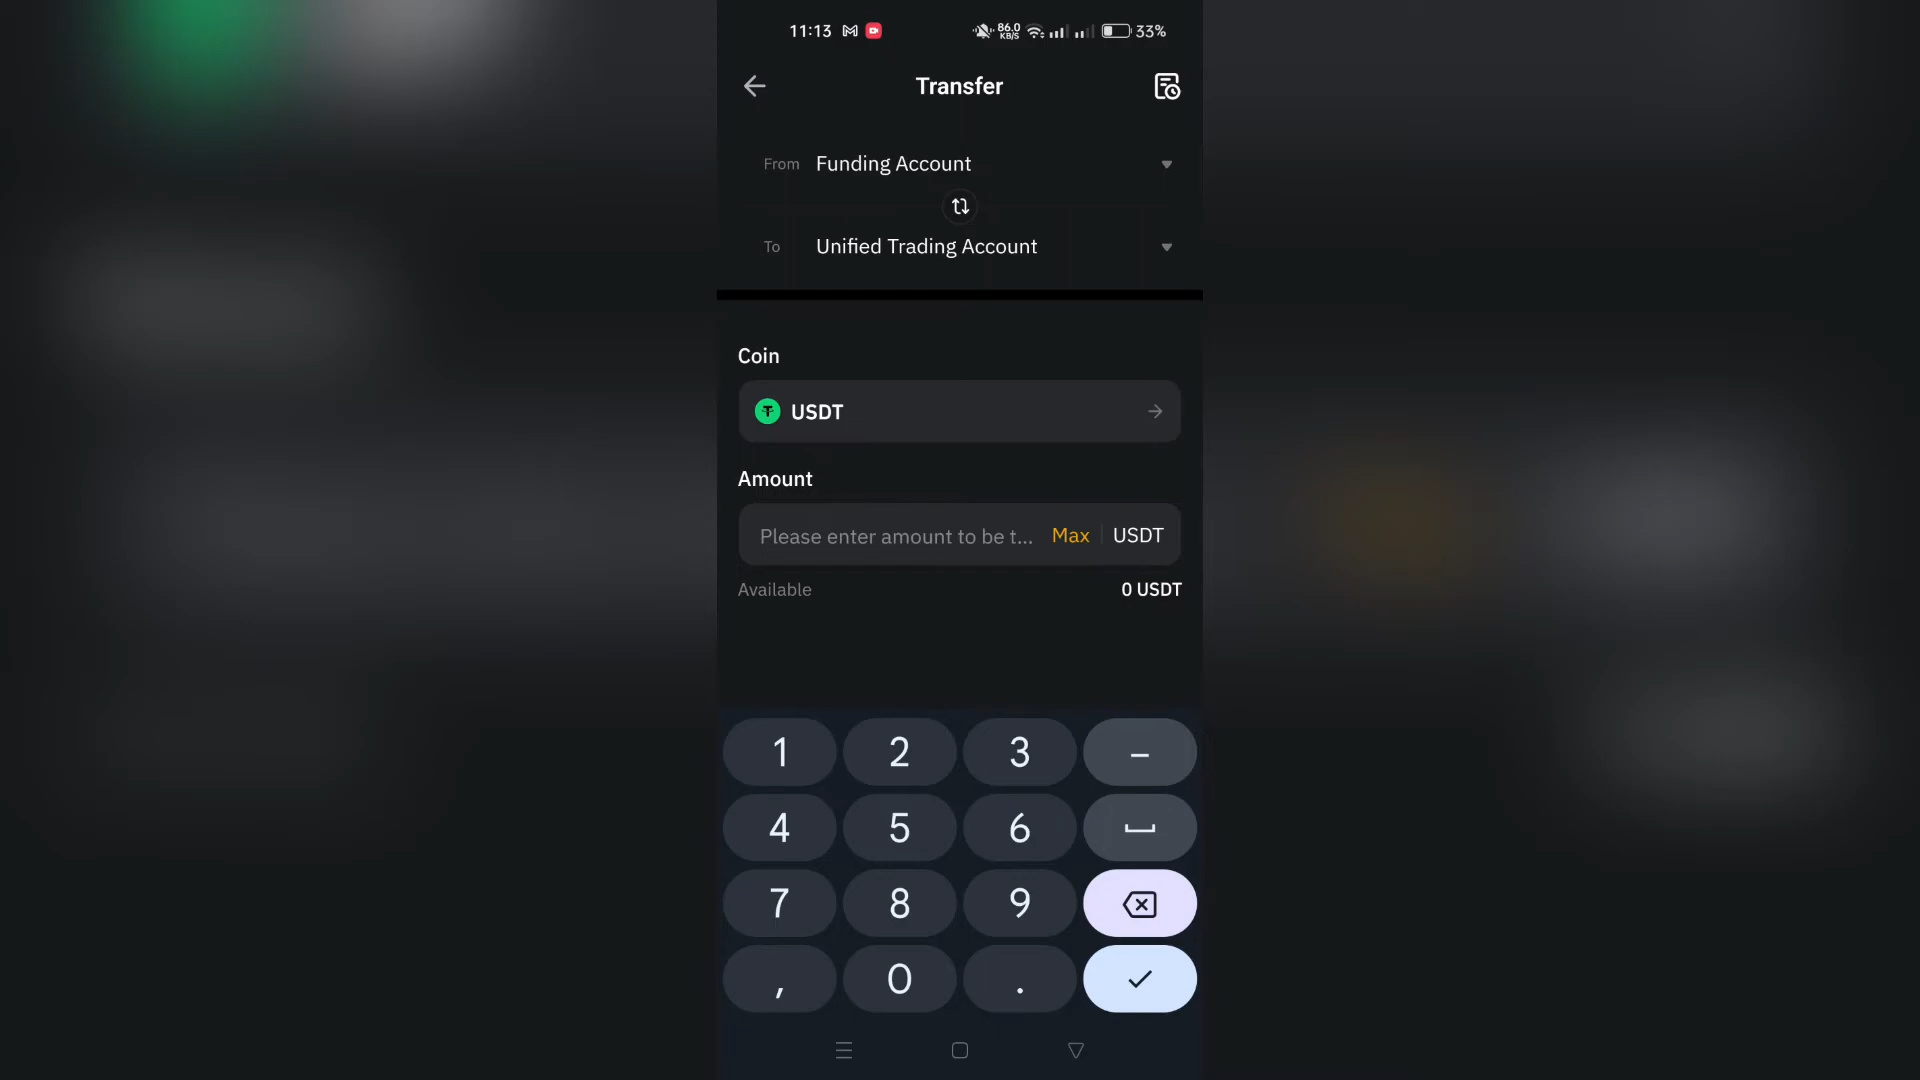 11:13 86.0 KB/S 33%
Transfer
From Funding Account
To Unified Trading Account
Coin
USDT
Amount
Please enter amount to be t... Max USDT
Available 0 USDT
1 2 3 –
4 5 6
7 8 9
, 0 .